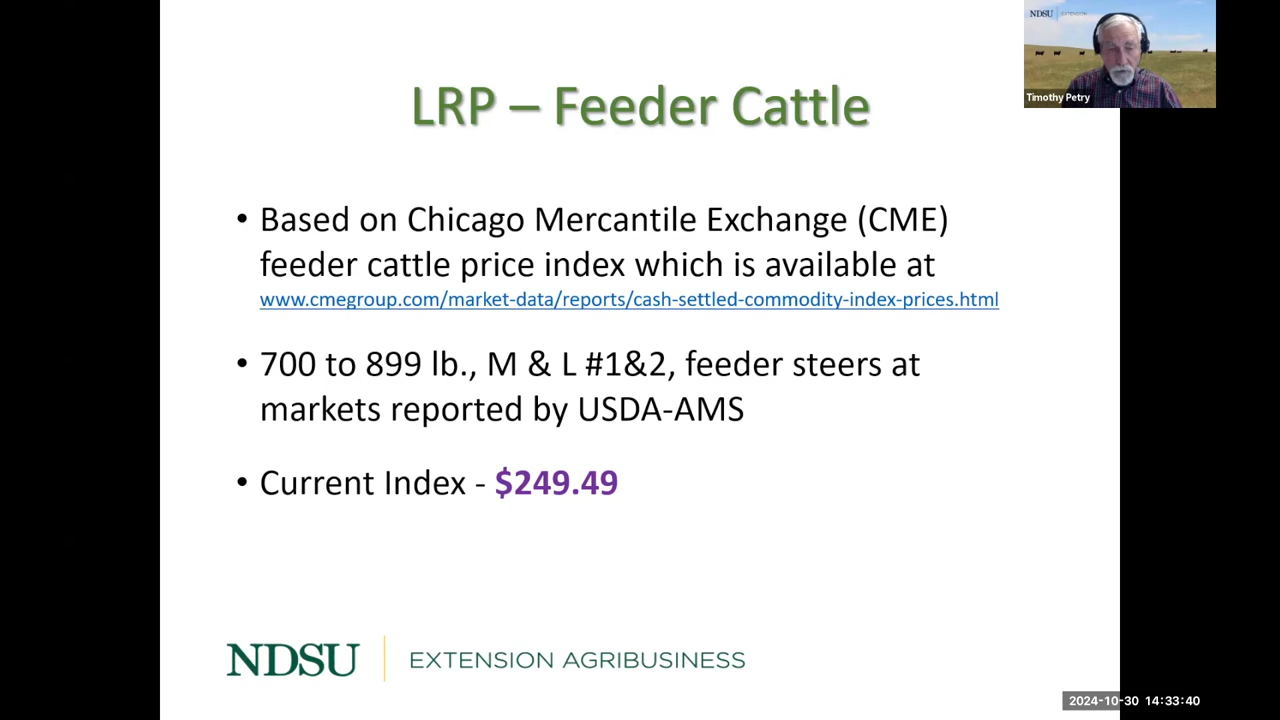 NDSU EXTENSION
Timothy Petry
LRP – Feeder Cattle
• Based on Chicago Mercantile Exchange (CME)
feeder cattle price index which is available at
www.cmegroup.com/market-data/reports/cash-settled-commodity-index-prices.html
• 700 to 899 lb., M & L #1&2, feeder steers at
markets reported by USDA-AMS
• Current Index - $249.49
NDSU EXTENSION AGRIBUSINESS
2024-10-30 14:33:40